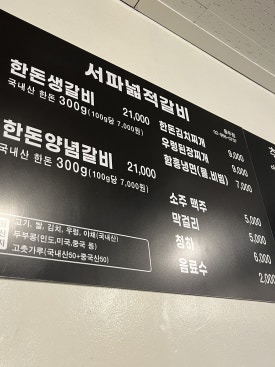 서파넓적갈비
한돈생갈비
국내산 한돈 300g(100g당 7,000원) 21,000
한돈양념갈비
국내산 한돈 300g(100g당 7,000원) 21,000
한돈김치찌개 9,000
우렁된장찌개 9,000
함흥냉면(물.비빔) 7,000
소주 맥주 5,000
막걸리 5,000
청하 6,000
음료수 2,000
고기, 쌀, 김치, 우렁, 야채(국내산)
두부콩(인도,미국,중국 등)
고춧가루(국내산50+중국산50)